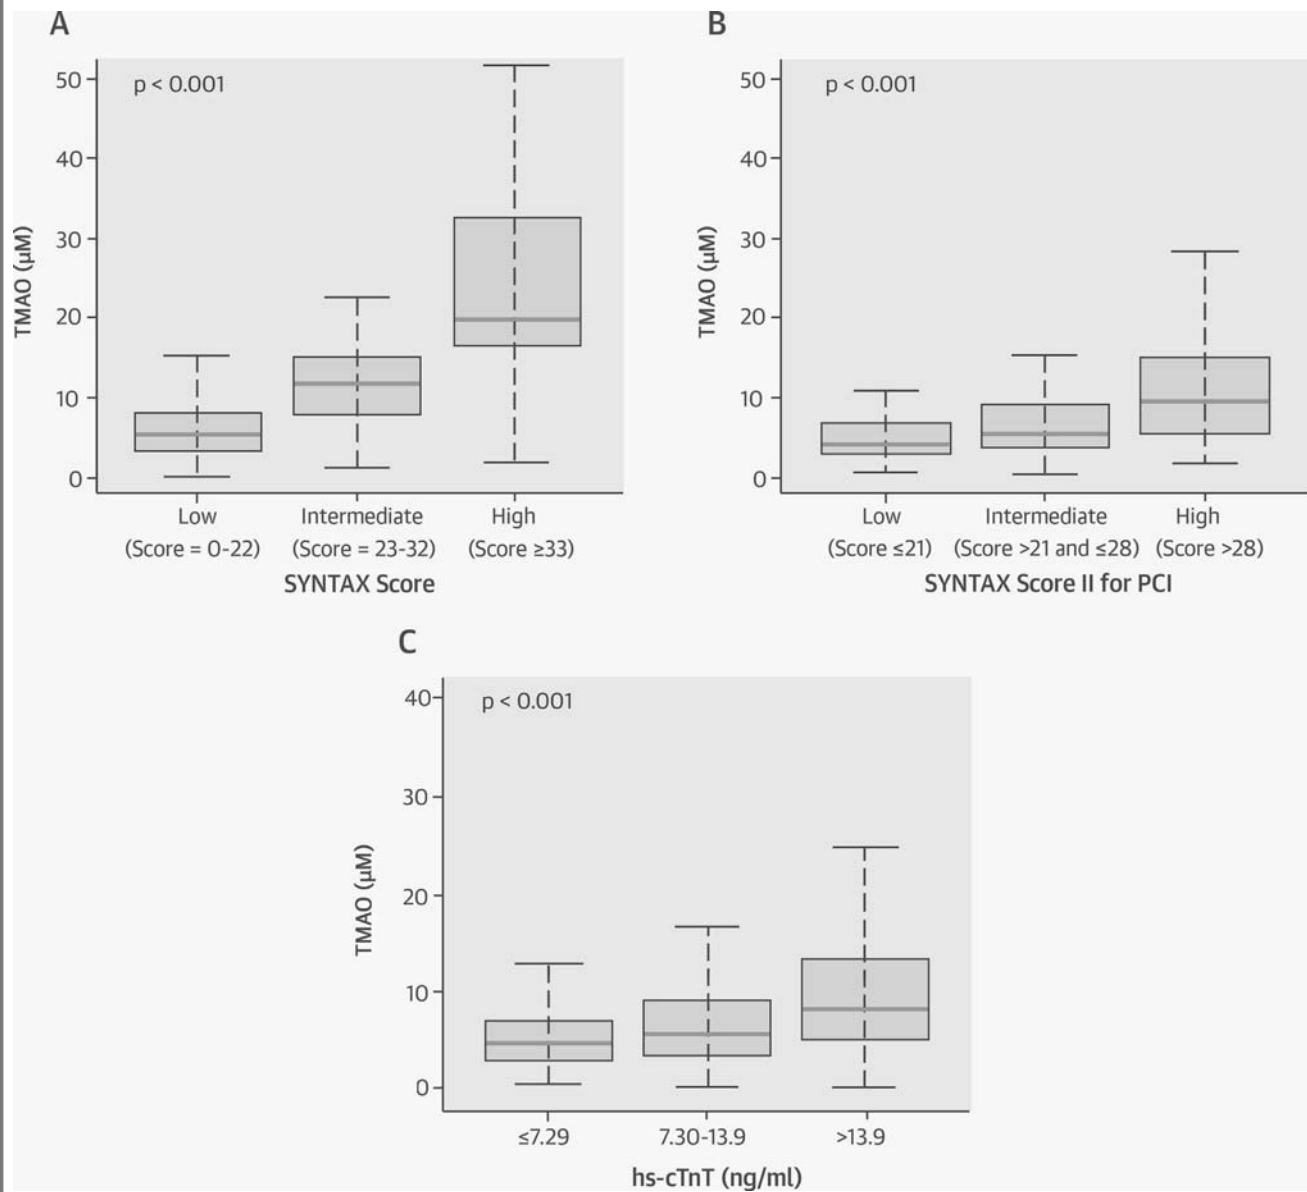 A
p < 0.001
TMAO (μM)
50
40
30
20
10
0
Low
Intermediate
High
(Score = 0-22)
(Score = 23-32)
(Score ≥33)
SYNTAX Score
B
p < 0.001
TMAO (μM)
50
40
30
20
10
0
Low
Intermediate
High
(Score ≤21)
(Score >21 and ≤28)
(Score >28)
SYNTAX Score II for PCI
C
p < 0.001
TMAO (μM)
40
30
20
10
0
≤7.29
7.30-13.9
>13.9
hs-cTnT (ng/ml)